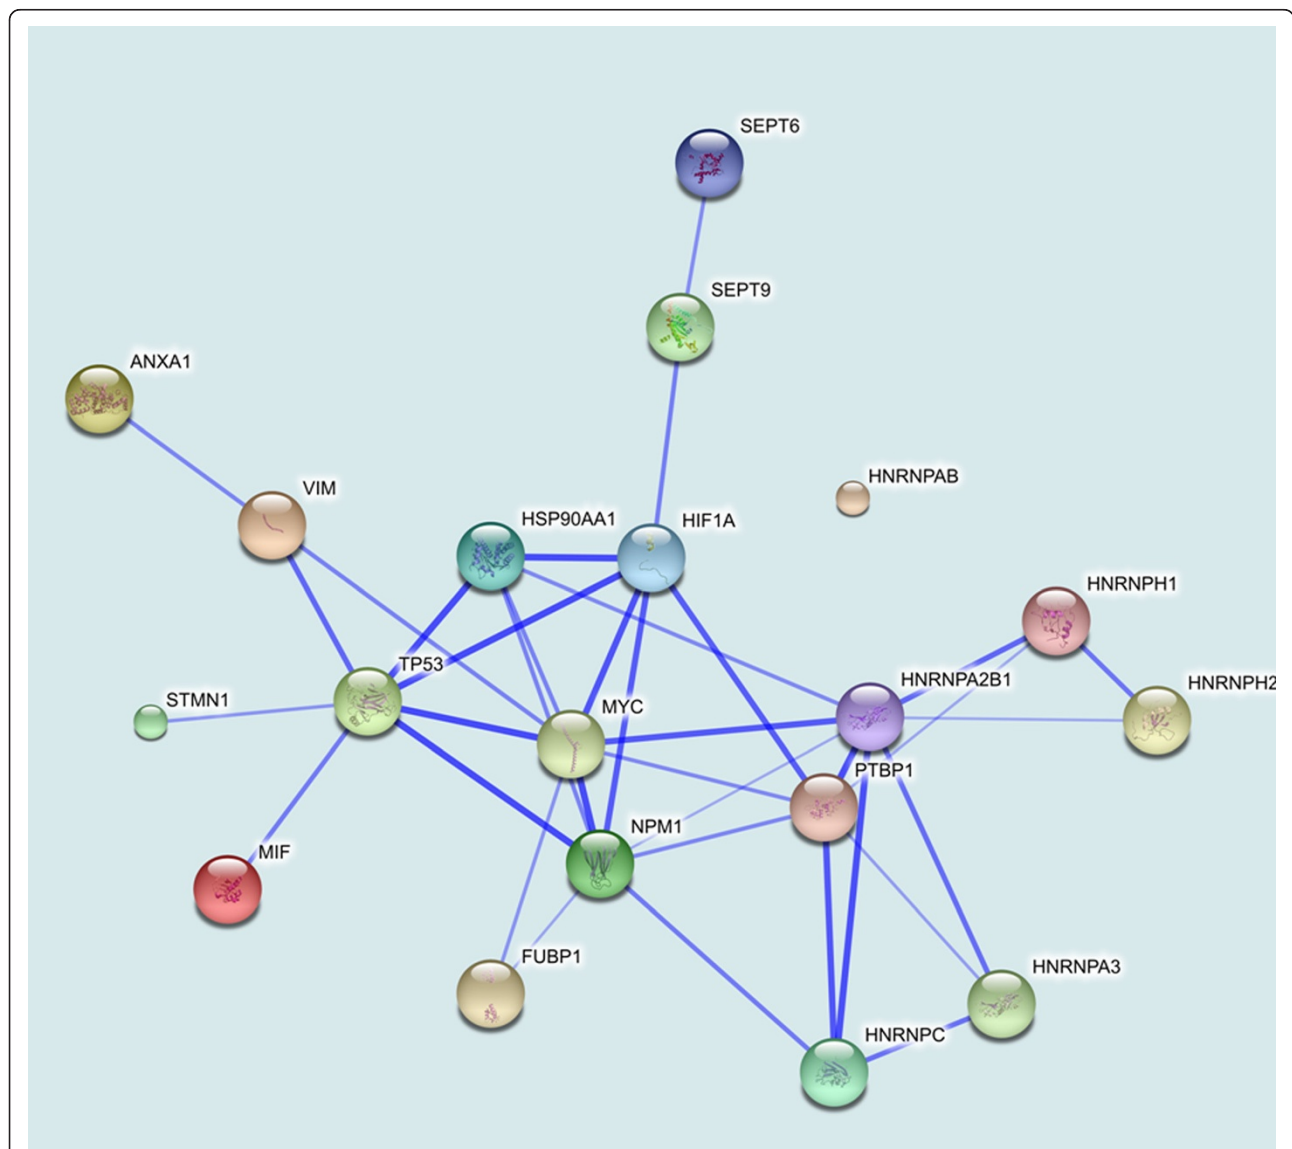 SEPT6
SEPT9
ANXA1
HNRNPAB
VIM
HSP90AA1
HIF1A
HNRNPH1
TP53
HNRNPA2B1
HNRNPH2
STMN1
MYC
PTBP1
NPM1
MIF
FUBP1
HNRNPA3
HNRNPC